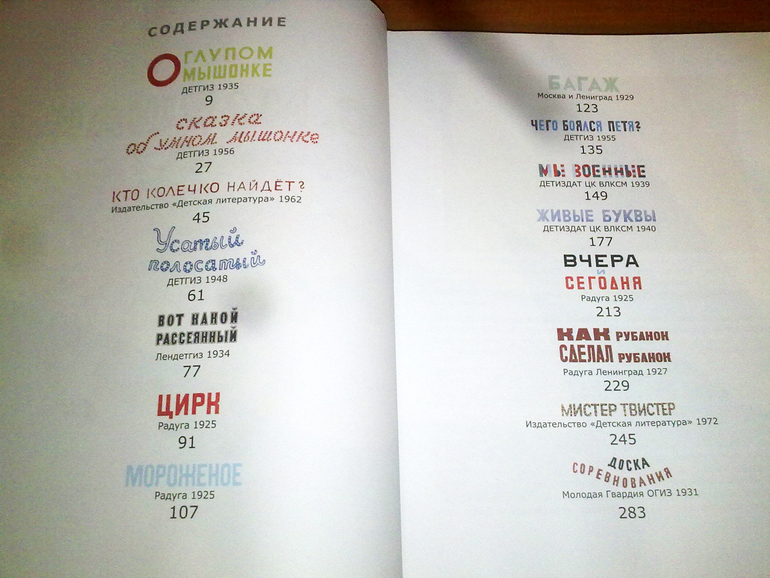 СОДЕРЖАНИЕ
О ГЛУПОМ
МЫШОНКЕ
ДЕТГИЗ 1935
9
сказка
об умном мышонке
ДЕТГИЗ 1956
27
КТО КОЛЕЧКО НАЙДЁТ?
Издательство «Детская литература» 1962
45
Усатый
полосатый
ДЕТГИЗ 1948
61
ВОТ КАКОЙ
РАССЕЯННЫЙ
Лендетгиз 1934
77
ЦИРК
Радуга 1925
91
МОРОЖЕНОЕ
Радуга 1925
107
БАГАЖ
Москва и Лениград 1929
123
ЧЕГО БОЯЛСЯ ПЕТЯ?
ДЕТГИЗ 1955
135
МЫ ВОЕННЫЕ
ДЕТИЗДАТ ЦК ВЛКСМ 1939
149
ЖИВЫЕ БУКВЫ
ДЕТИЗДАТ ЦК ВЛКСМ 1940
177
ВЧЕРА
И
СЕГОДНЯ
Радуга 1925
213
КАК РУБАНОК
СДЕЛАЛ РУБАНОК
Радуга Ленинград 1927
229
МИСТЕР ТВИСТЕР
Издательство «Детская литература» 1972
245
ДОСКА
СОРЕВНОВАНИЯ
Молодая Гвардия ОГИЗ 1931
283